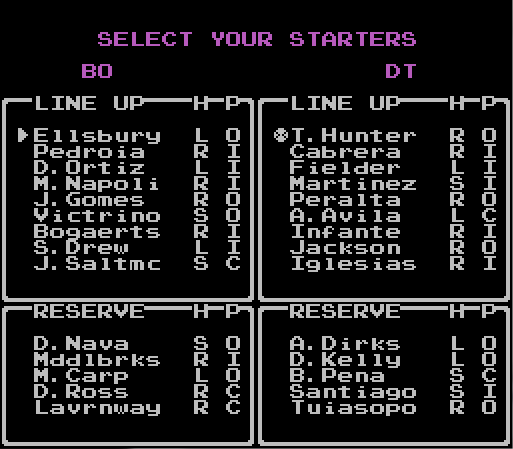 SELECT YOUR STARTERS
BO DT
LINE UP H P LINE UP H P
Ellsbury L O T.Hunter R O
Pedroia R I Cabrera R I
D.Ortiz L I Fielder L I
M.Napoli R I Martinez S I
J.Gomes R O Peralta R O
Victrino S O A.Avila L C
Bogaerts R I Infante R I
S.Drew L I Jackson R O
J.Saltmc S C Iglesias R I
RESERVE H P RESERVE H P
D.Nava S O A.Dirks L O
Mddlbrks R I D.Kelly L O
M.Carp L O B.Pena S C
D.Ross R C Santiago S I
Lavrnway R C Tuiasopo R O